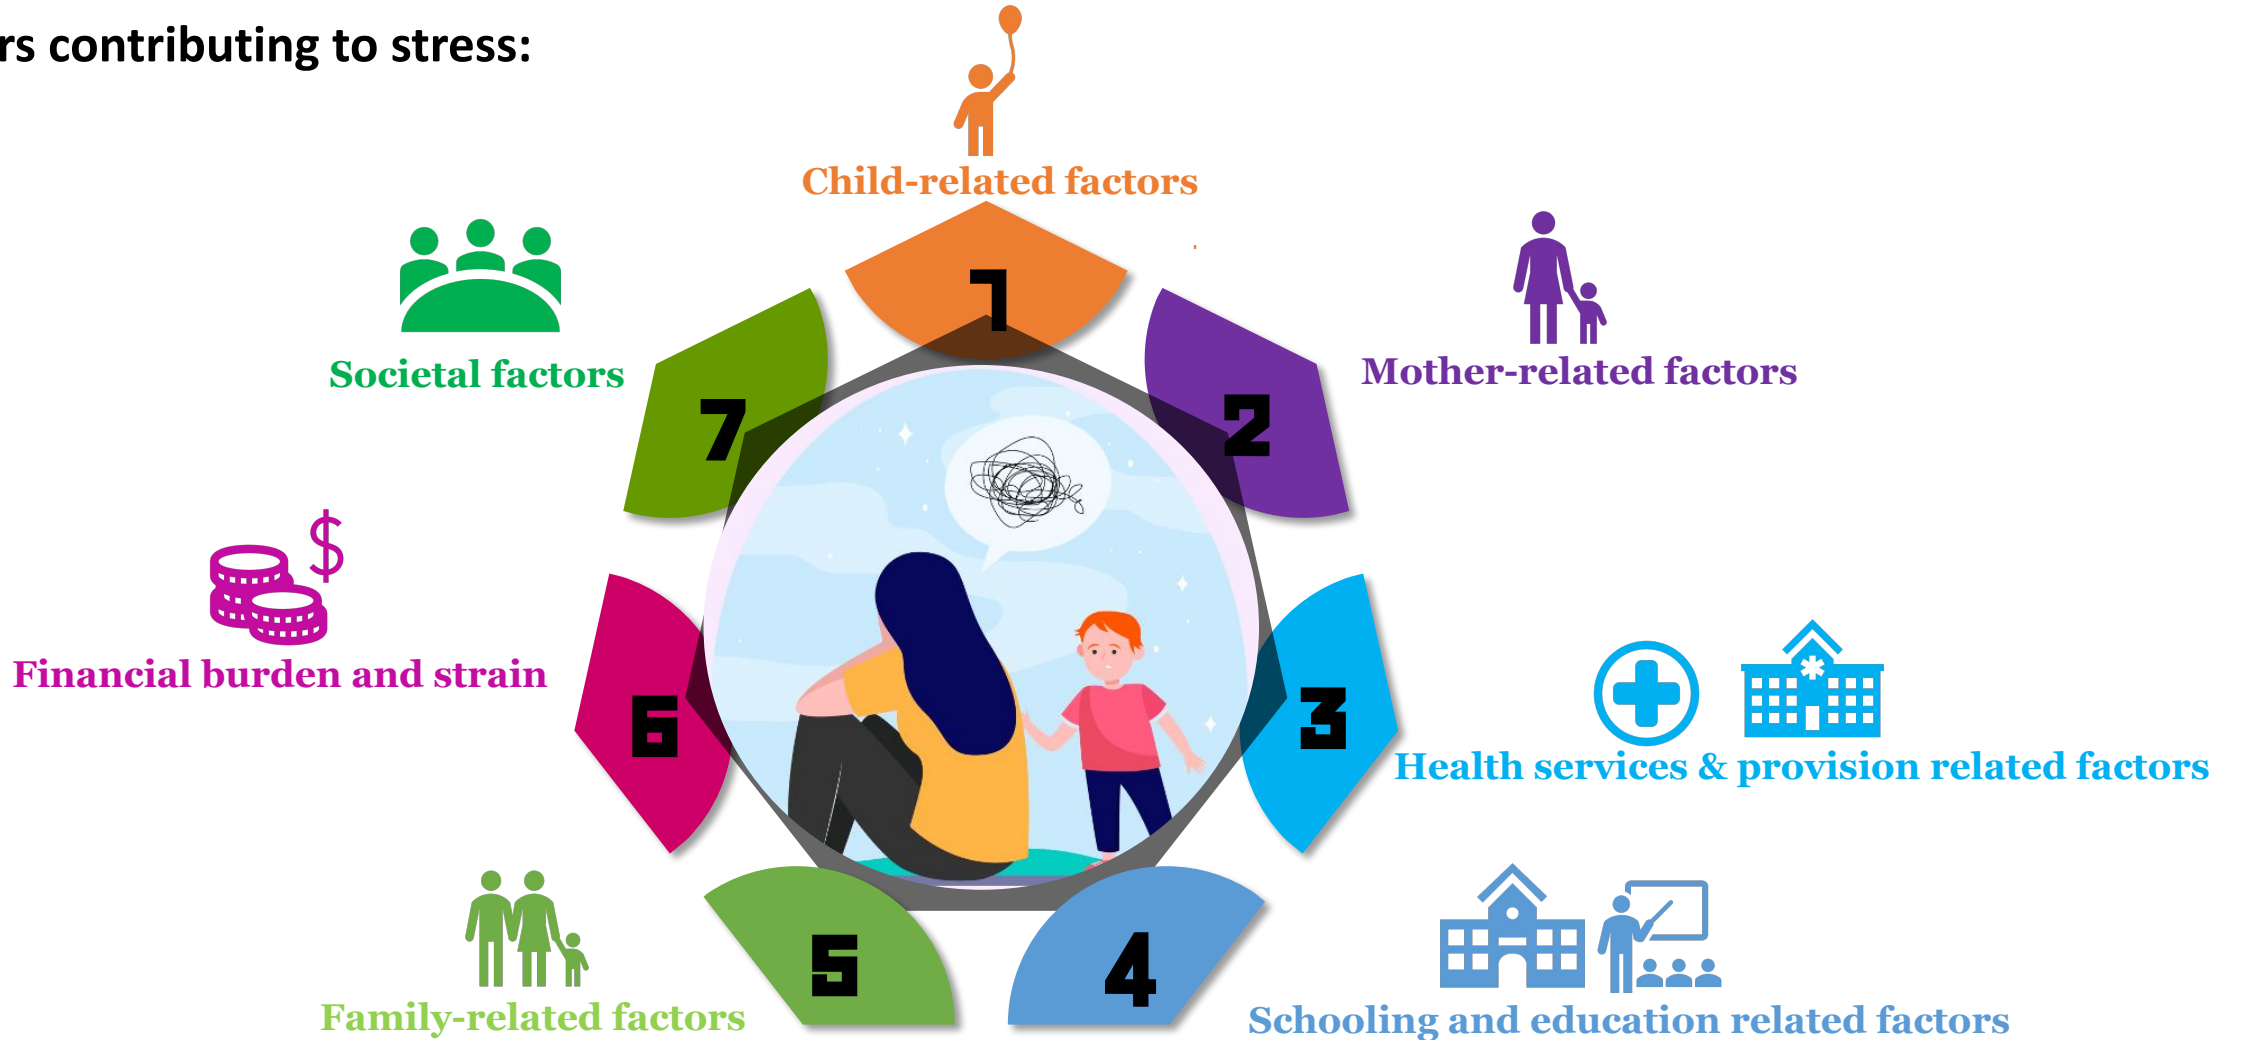 rs contributing to stress:
Child-related factors
1
Mother-related factors
2
Health services & provision related factors
3
Schooling and education related factors
4
Family-related factors
5
Financial burden and strain
$
6
Societal factors
7